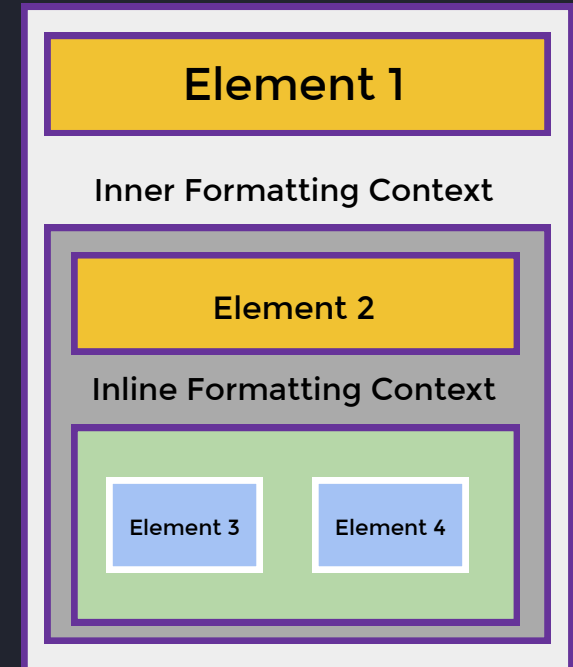 Element 1
Inner Formatting Context
Element 2
Inline Formatting Context
Element 3
Element 4